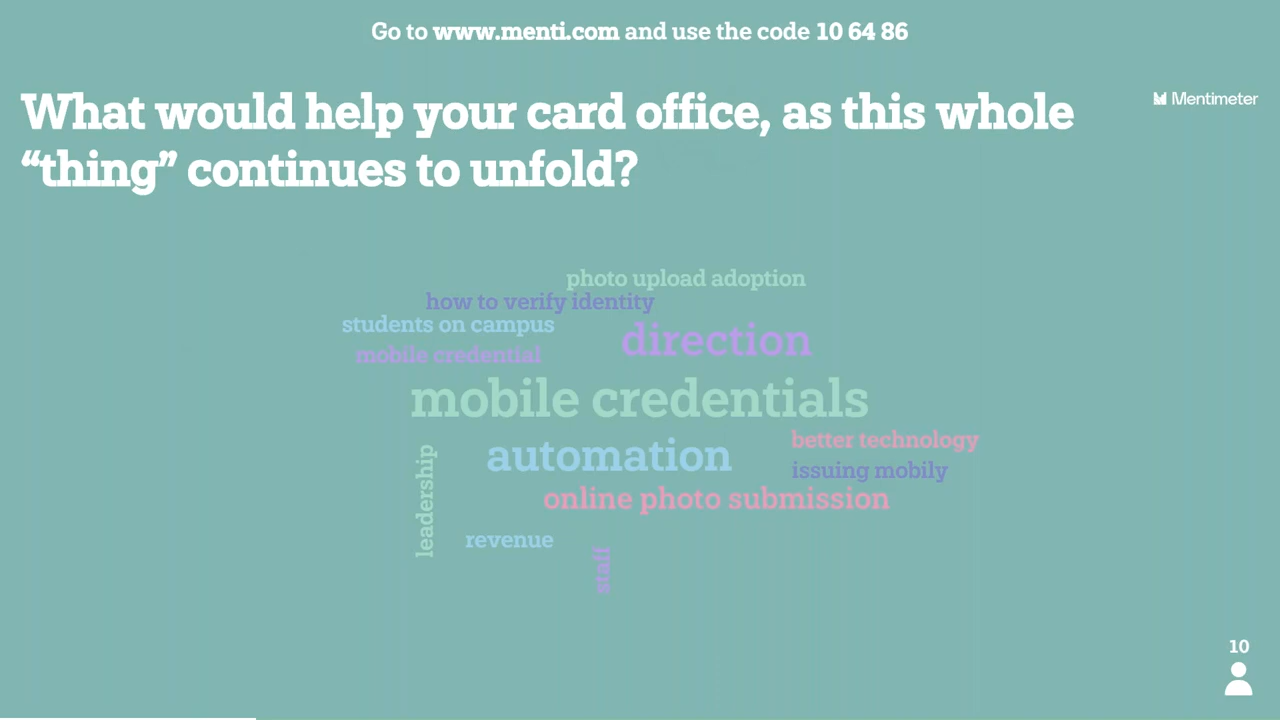 Go to www.menti.com and use the code 10 64 86
What would help your card office, as this whole
“thing” continues to unfold?
Mentimeter
photo upload adoption
how to verify identity
students on campus
direction
mobile credential
mobile credentials
automation
better technology
issuing mobily
leadership
online photo submission
revenue
staff
10